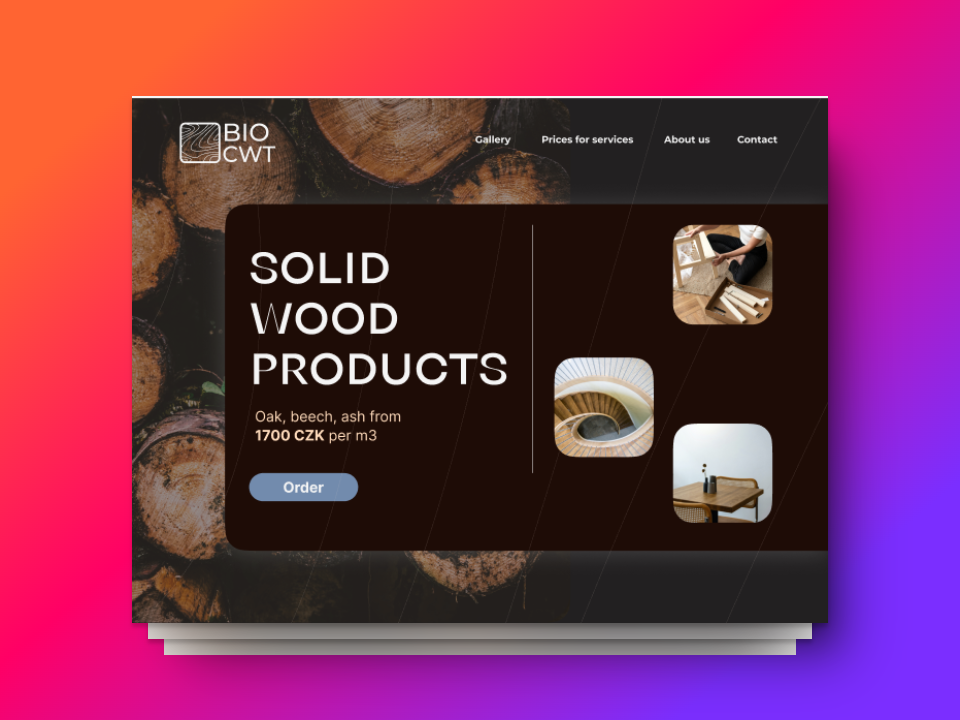 BIO
CWT
Gallery Prices for services About us Contact
SOLID
WOOD
PRODUCTS
Oak, beech, ash from
1700 CZK per m3
Order